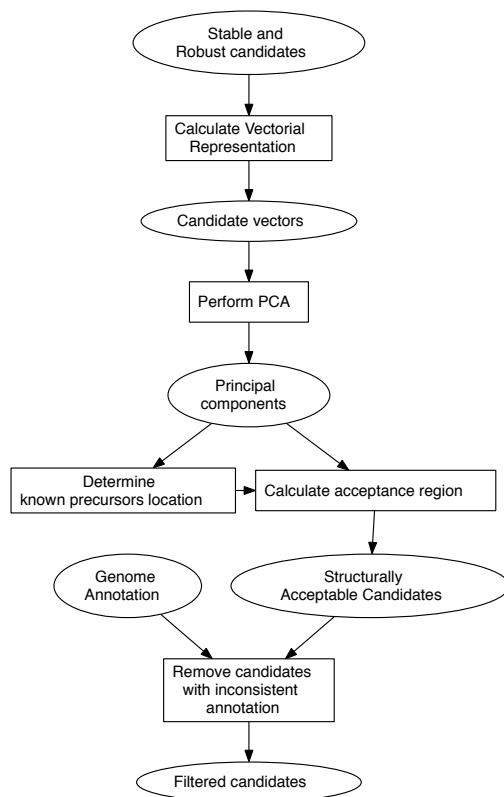 Stable and
Robust candidates
Calculate Vectorial
Representation
Candidate vectors
Perform PCA
Principal
components
Determine
known precursors location
Calculate acceptance region
Genome
Annotation
Structurally
Acceptable Candidates
Remove candidates
with inconsistent
annotation
Filtered candidates